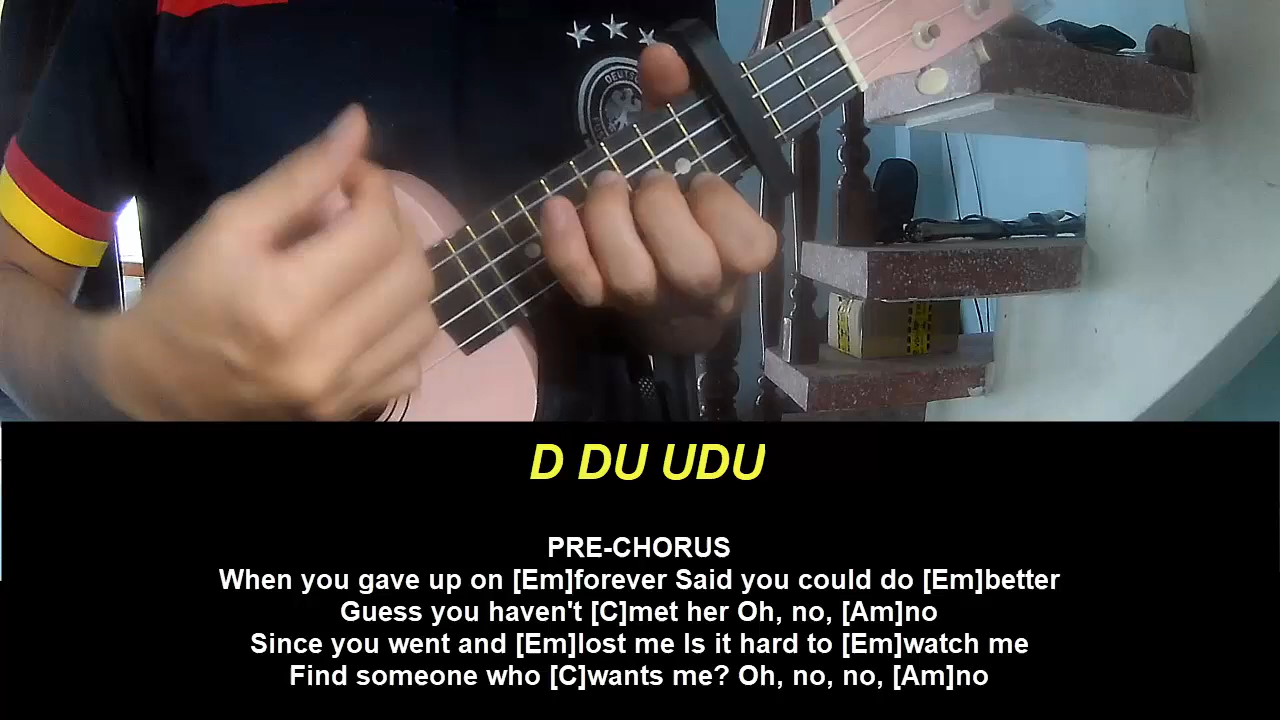 DEUTSC
D DU UDU
PRE-CHORUS
When you gave up on [Em]forever Said you could do [Em]better
Guess you haven't [C]met her Oh, no, [Am]no
Since you went and [Em]lost me Is it hard to [Em]watch me
Find someone who [C]wants me? Oh, no, no, [Am]no